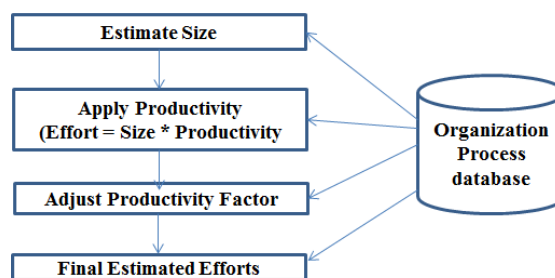 Estimate Size
Apply Productivity
(Effort = Size * Productivity
Adjust Productivity Factor
Final Estimated Efforts
Organization
Process
database